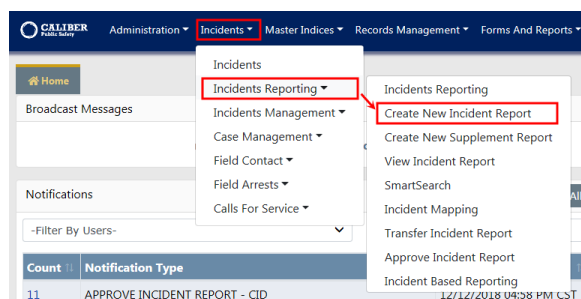 CALIBER
Public Safety
Administration Incidents Master Indices Records Management Forms And Reports
Home
Broadcast Messages
Notifications
-Filter By Users-
Count Notification Type
11 APPROVE INCIDENT REPORT - CID 12/12/2018 04:58 PM CST
Incidents
Incidents Reporting
Incidents Management
Case Management
Field Contact
Field Arrests
Calls For Service
Incidents Reporting
Create New Incident Report
Create New Supplement Report
View Incident Report
SmartSearch
Incident Mapping
Transfer Incident Report
Approve Incident Report
Incident Based Reporting